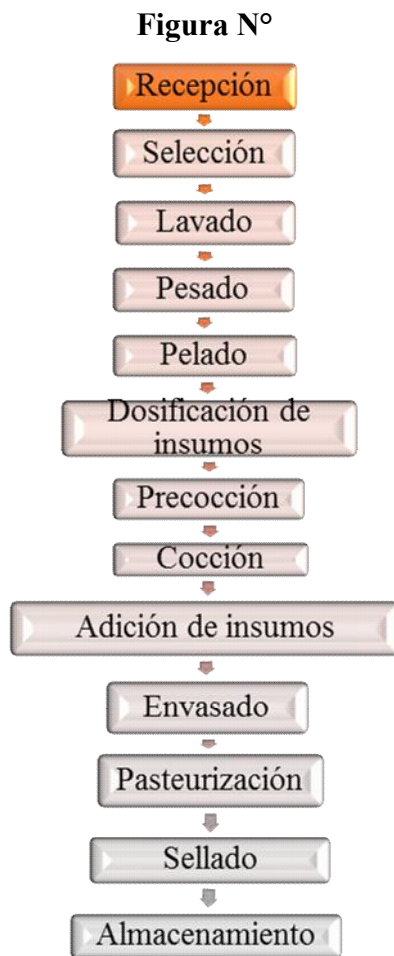 Figura N°
Recepción
Selección
Lavado
Pesado
Pelado
Dosificación de
insumos
Precocción
Cocción
Adición de insumos
Envasado
Pasteurización
Sellado
Almacenamiento